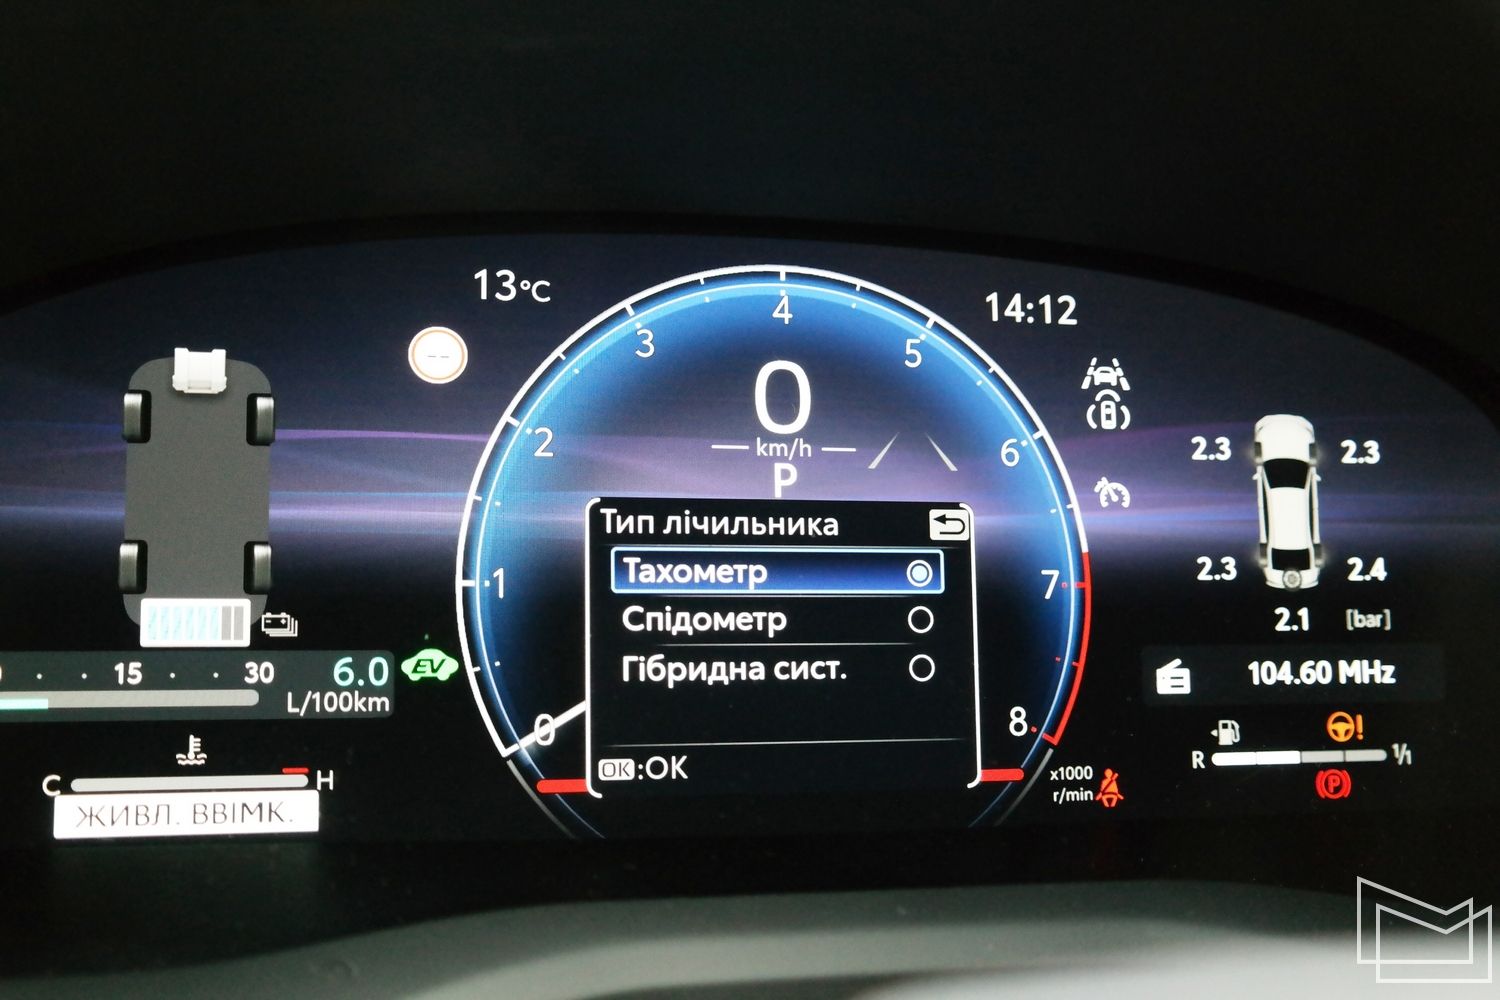 13°C
14:12
--
4
3
5
2
6
1
7
0
8
0
km/h
P
Тип лічильника
Тахометр
Спідометр
Гібридна сист.
OK:OK
x1000
r/min
15
30
6.0
L/100km
EV
C
H
ЖИВЛ. ВВІМК.
2.3
2.3
2.3
2.4
2.1
[bar]
104.60 MHz
R
1/1
P